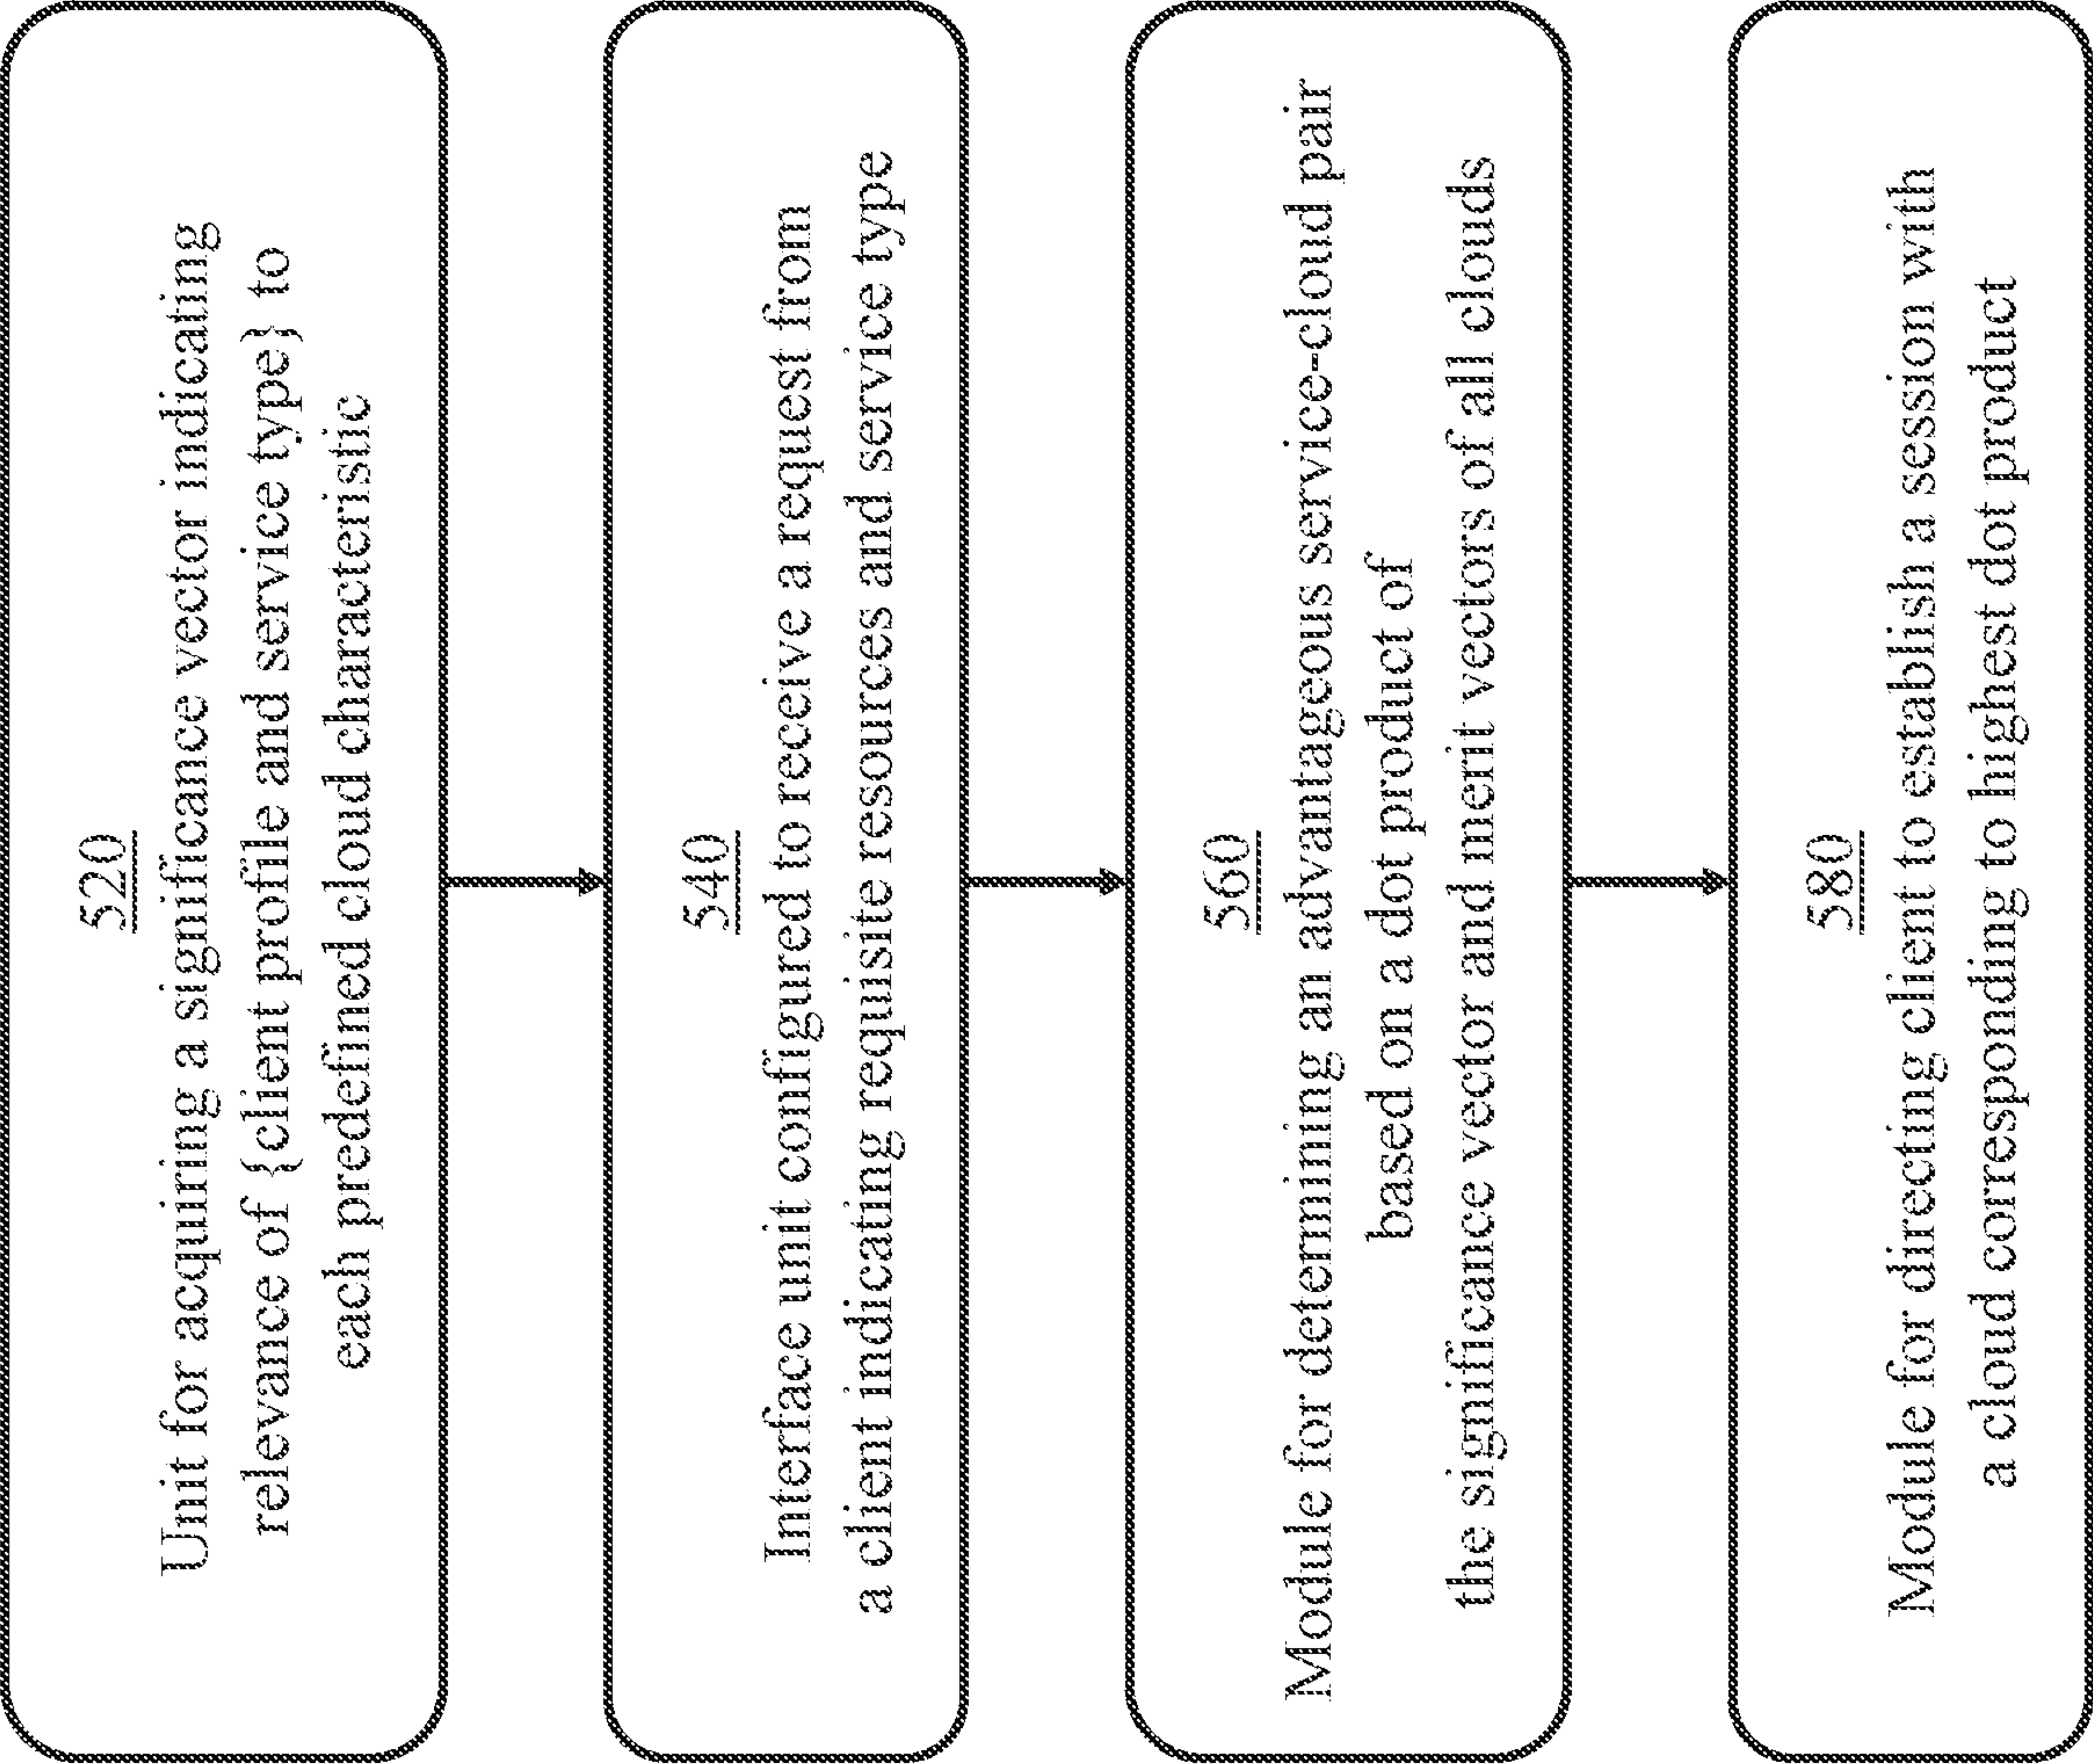 520
Unit for acquiring a significance vector indicating
relevance of {client profile and service type} to
each predefined cloud characteristic
540
Interface unit configured to receive a request from
a client indicating requisite resources and service type
560
Module for determining an advantageous service-cloud pair
based on a dot product of
the significance vector and merit vectors of all clouds
580
Module for directing client to establish a session with
a cloud corresponding to highest dot product